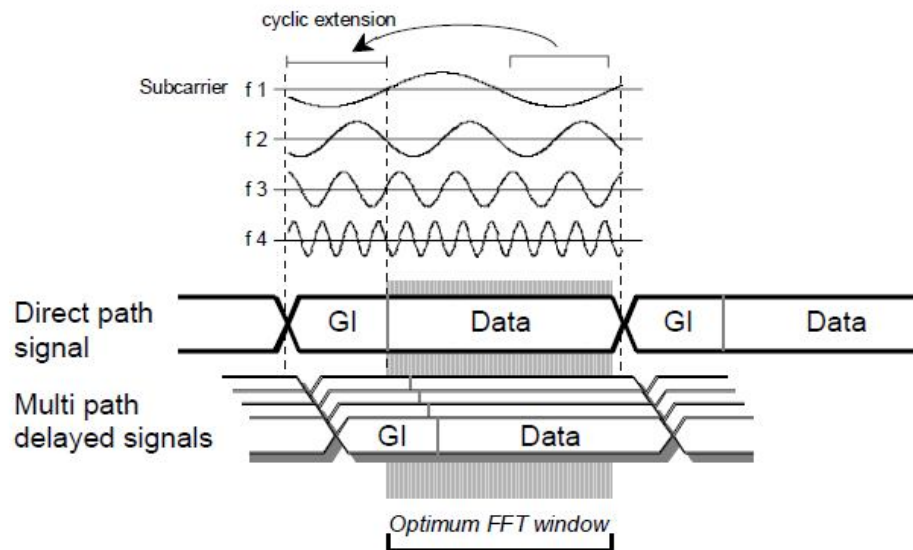 cyclic extension
Subcarrier f 1
f 2
f 3
f 4
Direct path
signal
GI Data GI Data
Multi path
delayed signals
GI Data
Optimum FFT window